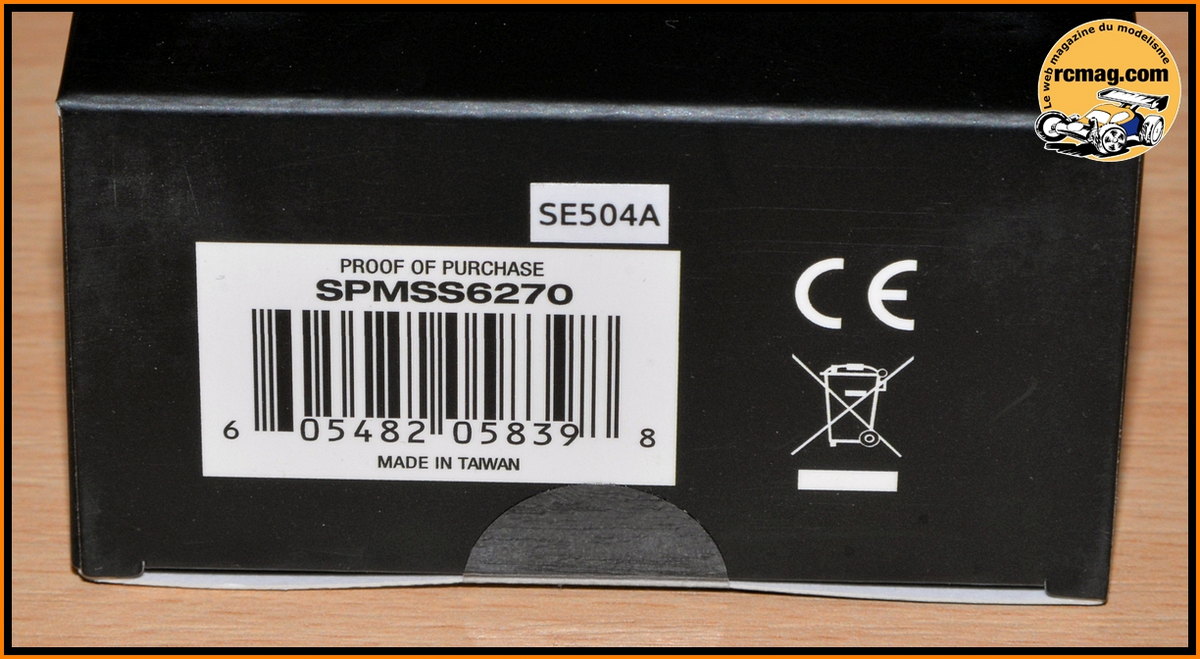 Le web magazine du modelisme
rcmag.com
SE504A
PROOF OF PURCHASE
SPMSS6270
6 05482 05839 8
MADE IN TAIWAN
CE